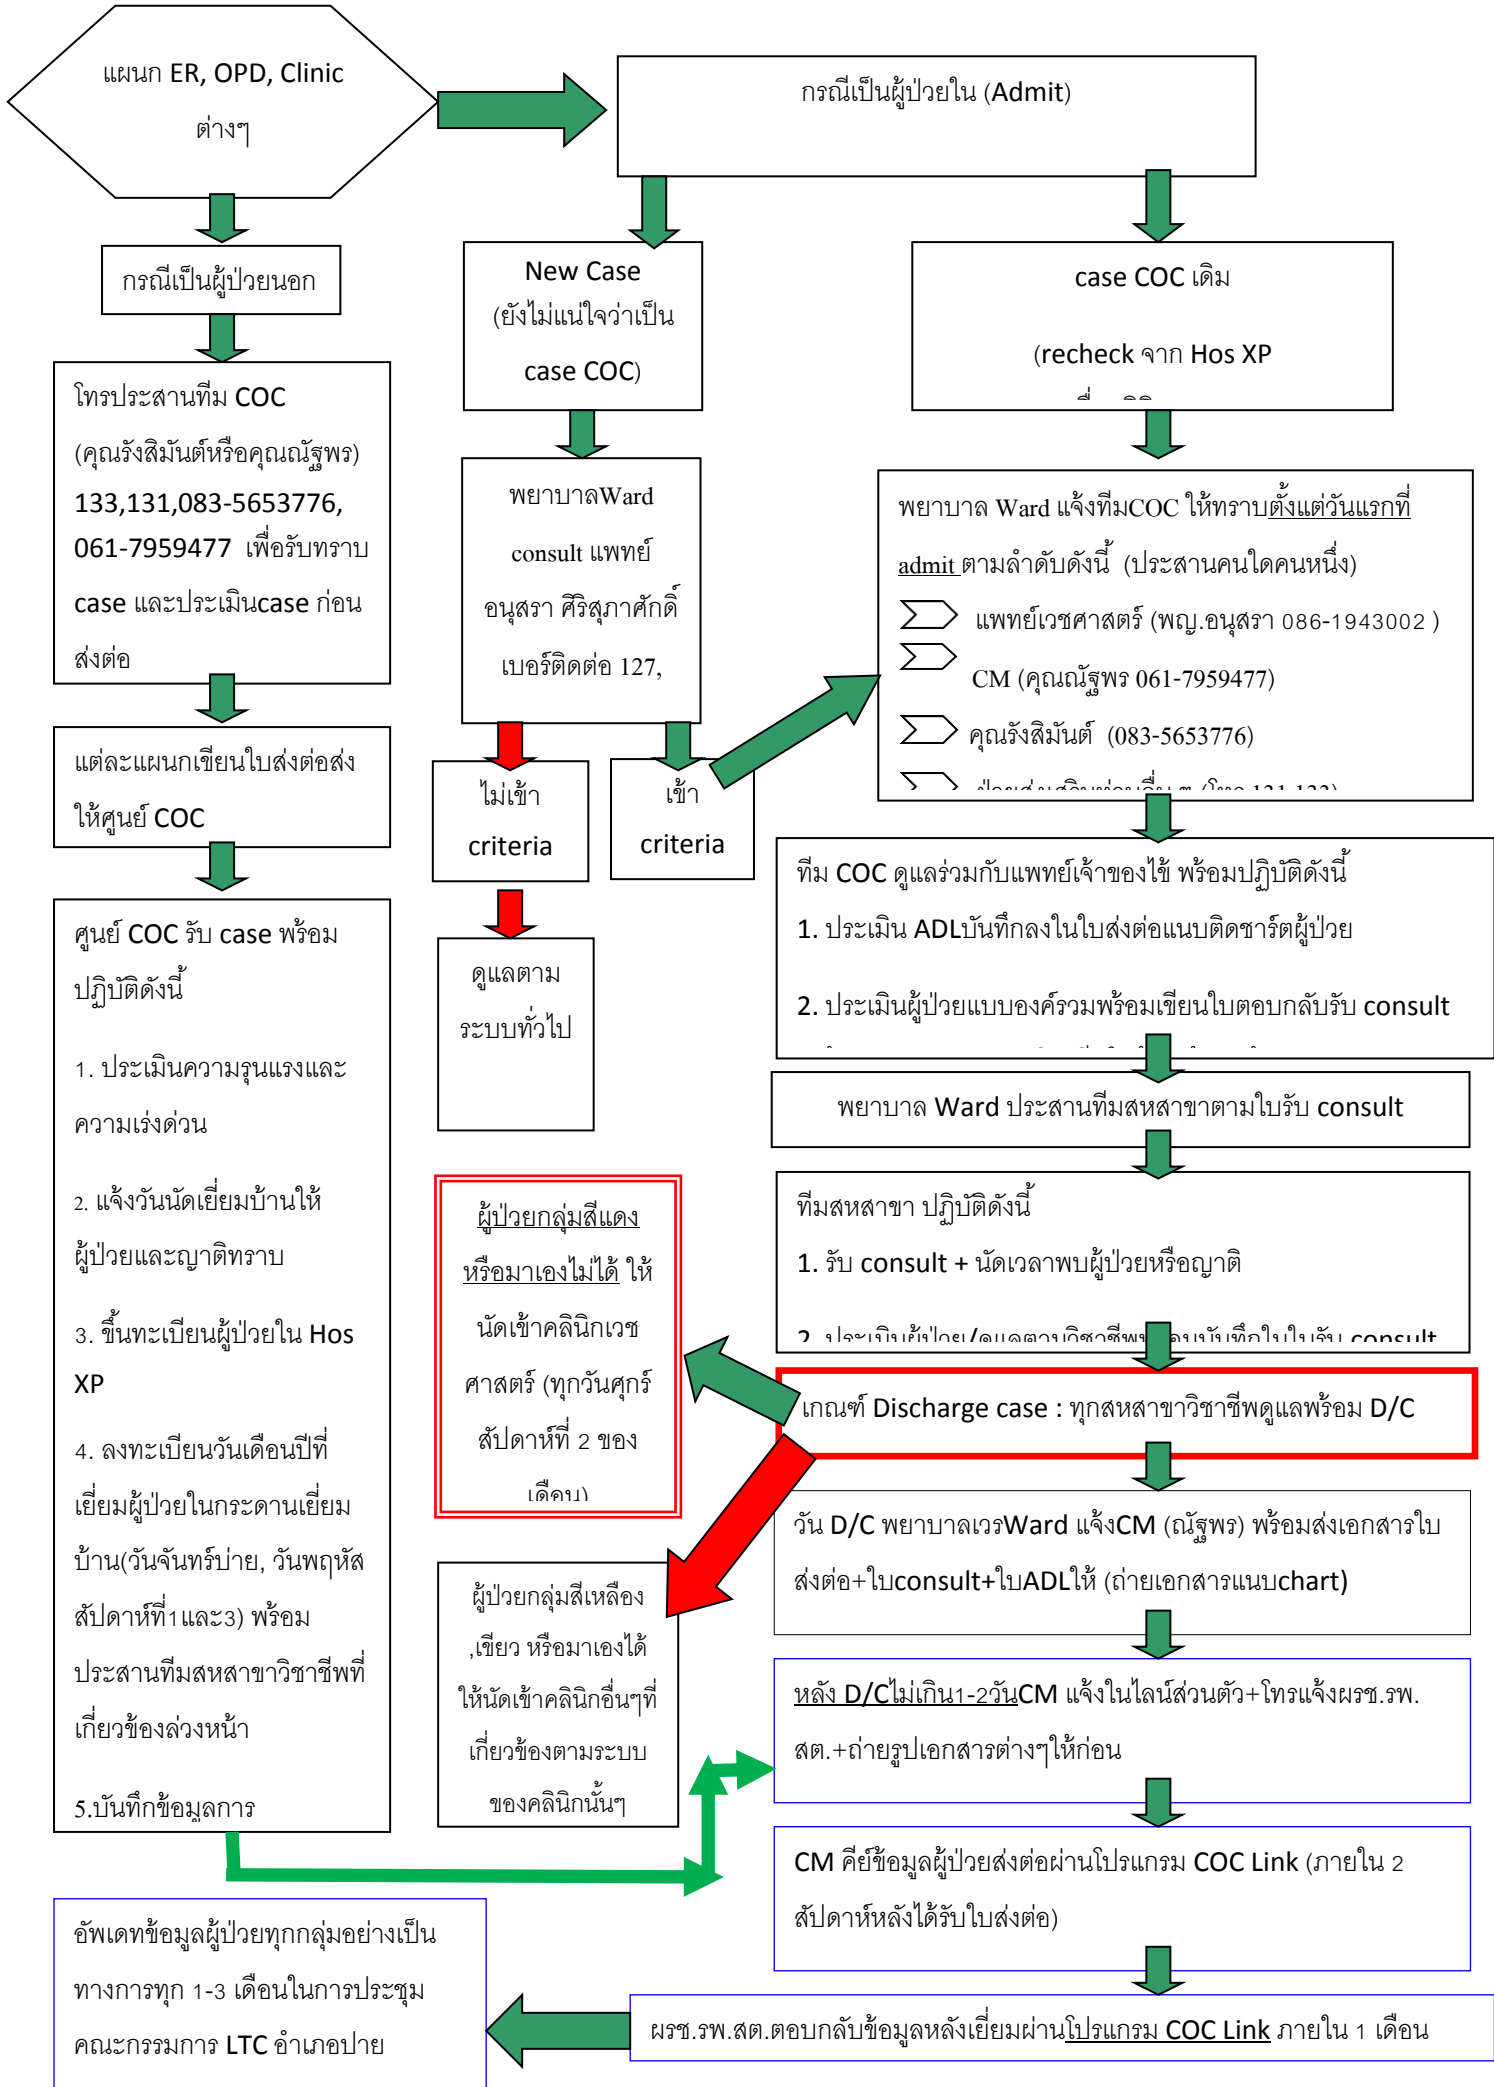 แผนก ER, OPD, Clinic
ต่างๆ
กรณีเป็นผู้ป่วยใน (Admit)
กรณีเป็นผู้ป่วยนอก
New Case
(ยังไม่แน่ใจว่าเป็น
case COC)
case COC เดิม
(recheck จาก Hos XP
โทรประสานทีม COC
(คุณรังสิมันต์หรือคุณณัฐพร)
133,131,083-5653776,
061-7959477 เพื่อรับทราบ
case และประเมินcase ก่อน
ส่งต่อ
พยาบาลWard
consult แพทย์
อนุสรา ศิริสุภาศักดิ์
เบอร์ติดต่อ 127,
พยาบาล Ward แจ้งทีมCOC ให้ทราบตั้งแต่วันแรกที่
admit ตามลำดับดังนี้ (ประสานคนใดคนหนึ่ง)
แพทย์เวชศาสตร์ (พญ.อนุสรา 086-1943002 )
CM (คุณณัฐพร 061-7959477)
คุณรังสิมันต์ (083-5653776)
แต่ละแผนกเขียนใบส่งต่อส่ง
ให้ศูนย์ COC
ไม่เข้า
criteria
เข้า
criteria
ดูแลตาม
ระบบทั่วไป
ทีม COC ดูแลร่วมกับแพทย์เจ้าของไข้ พร้อมปฏิบัติดังนี้
1. ประเมิน ADLบันทึกลงในใบส่งต่อแนบติดชาร์ตผู้ป่วย
2. ประเมินผู้ป่วยแบบองค์รวมพร้อมเขียนใบตอบกลับรับ consult
พยาบาล Ward ประสานทีมสหสาขาตามใบรับ consult
ทีมสหสาขา ปฏิบัติดังนี้
1. รับ consult + นัดเวลาพบผู้ป่วยหรือญาติ
2. ประเมินผู้ป่วย/ดูแลตามวิชาชีพ บันทึกในใบรับ consult
ศูนย์ COC รับ case พร้อม
ปฏิบัติดังนี้
1. ประเมินความรุนแรงและ
ความเร่งด่วน
2. แจ้งวันนัดเยี่ยมบ้านให้
ผู้ป่วยและญาติทราบ
3. ขึ้นทะเบียนผู้ป่วยใน Hos
XP
4. ลงทะเบียนวันเดือนปีที่
เยี่ยมผู้ป่วยในกระดานเยี่ยม
บ้าน(วันจันทร์บ่าย, วันพฤหัส
สัปดาห์ที่1และ3) พร้อม
ประสานทีมสหสาขาวิชาชีพที่
เกี่ยวข้องล่วงหน้า
5.บันทึกข้อมูลการ
ผู้ป่วยกลุ่มสีแดง
หรือมาเองไม่ได้ ให้
นัดเข้าคลินิกเวช
ศาสตร์ (ทุกวันศุกร์
สัปดาห์ที่ 2 ของ
เดือน)
เกณฑ์ Discharge case : ทุกสหสาขาวิชาชีพดูแลพร้อม D/C
วัน D/C พยาบาลเวรWard แจ้งCM (ณัฐพร) พร้อมส่งเอกสารใบ
ส่งต่อ+ใบconsult+ใบADLให้ (ถ่ายเอกสารแนบchart)
ผู้ป่วยกลุ่มสีเหลือง
,เขียว หรือมาเองได้
ให้นัดเข้าคลินิกอื่นๆที่
เกี่ยวข้องตามระบบ
ของคลินิกนั้นๆ
หลัง D/Cไม่เกิน1-2วันCM แจ้งในไลน์ส่วนตัว+โทรแจ้งผรช.รพ.
สต.+ถ่ายรูปเอกสารต่างๆให้ก่อน
CM คีย์ข้อมูลผู้ป่วยส่งต่อผ่านโปรแกรม COC Link (ภายใน 2
สัปดาห์หลังได้รับใบส่งต่อ)
ผรช.รพ.สต.ตอบกลับข้อมูลหลังเยี่ยมผ่านโปรแกรม COC Link ภายใน 1 เดือน
อัพเดทข้อมูลผู้ป่วยทุกกลุ่มอย่างเป็น
ทางการทุก 1-3 เดือนในการประชุม
คณะกรรมการ LTC อำเภอปาย